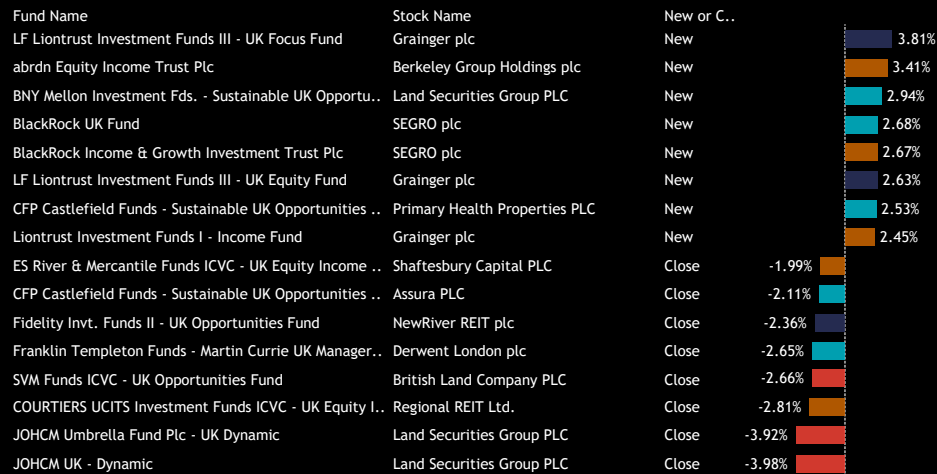 Fund Name Stock Name New or C..
LF Liontrust Investment Funds III - UK Focus Fund Grainger plc New 3.81%
abrdn Equity Income Trust Plc Berkeley Group Holdings plc New 3.41%
BNY Mellon Investment Fds. - Sustainable UK Opportu.. Land Securities Group PLC New 2.94%
BlackRock UK Fund SEGRO plc New 2.68%
BlackRock Income & Growth Investment Trust Plc SEGRO plc New 2.67%
LF Liontrust Investment Funds III - UK Equity Fund Grainger plc New 2.63%
CFP Castlefield Funds - Sustainable UK Opportunities .. Primary Health Properties PLC New 2.53%
Liontrust Investment Funds I - Income Fund Grainger plc New 2.45%
ES River & Mercantile Funds ICVC - UK Equity Income .. Shaftesbury Capital PLC Close -1.99%
CFP Castlefield Funds - Sustainable UK Opportunities .. Assura PLC Close -2.11%
Fidelity Invt. Funds II - UK Opportunities Fund NewRiver REIT plc Close -2.36%
Franklin Templeton Funds - Martin Currie UK Manager.. Derwent London plc Close -2.65%
SVM Funds ICVC - UK Opportunities Fund British Land Company PLC Close -2.66%
COURTIERS UCITS Investment Funds ICVC - UK Equity I.. Regional REIT Ltd. Close -2.81%
JOHCM Umbrella Fund Plc - UK Dynamic Land Securities Group PLC Close -3.92%
JOHCM UK - Dynamic Land Securities Group PLC Close -3.98%